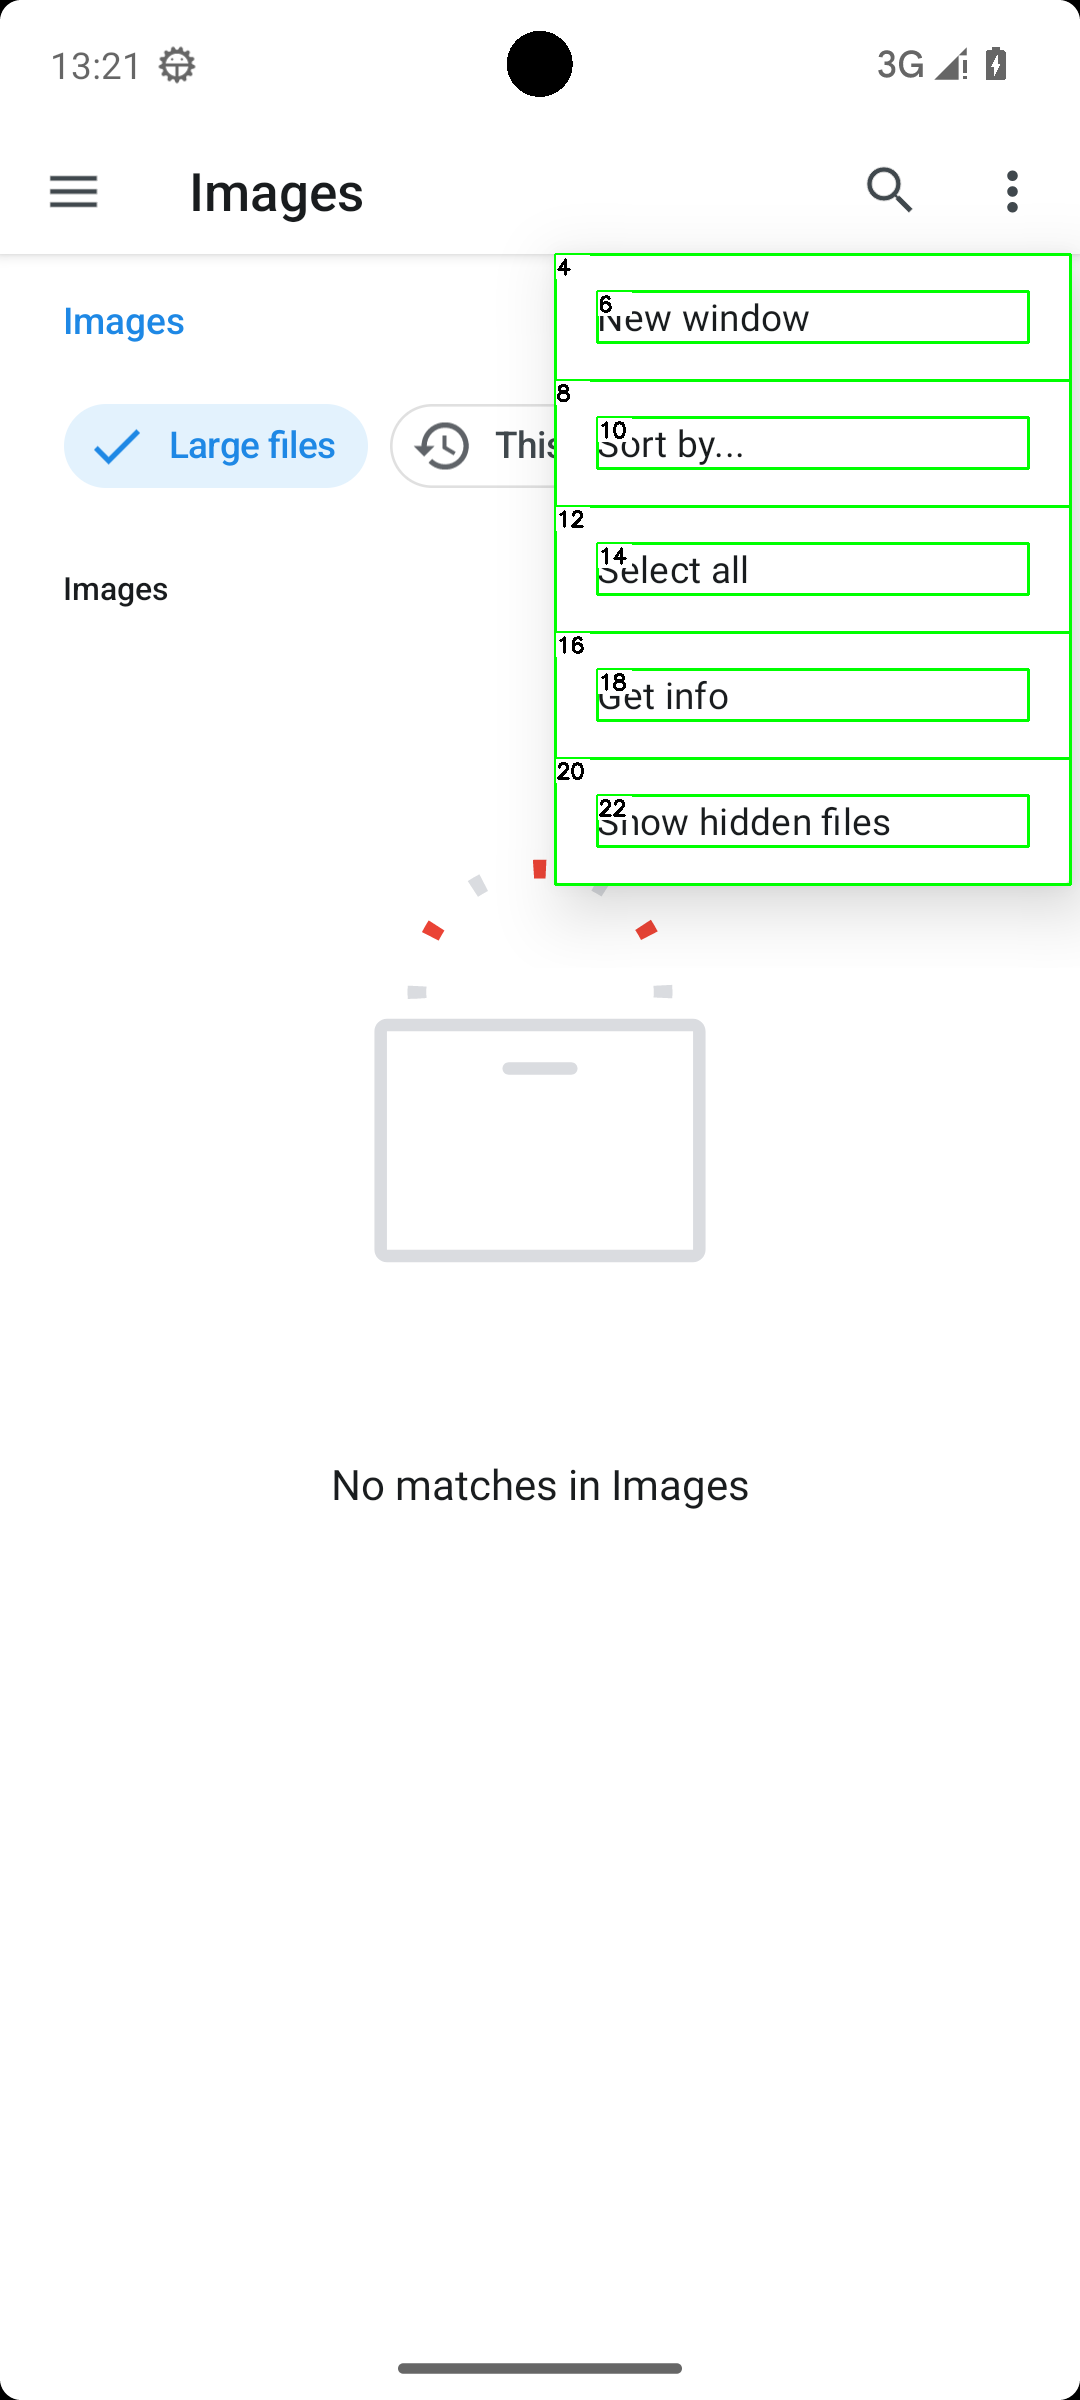 13:21
3G
Images
Images
Large files
This
Images
4
6
New window
8
10
Sort by...
12
14
Select all
16
18
Get info
20
22
Show hidden files
No matches in Images